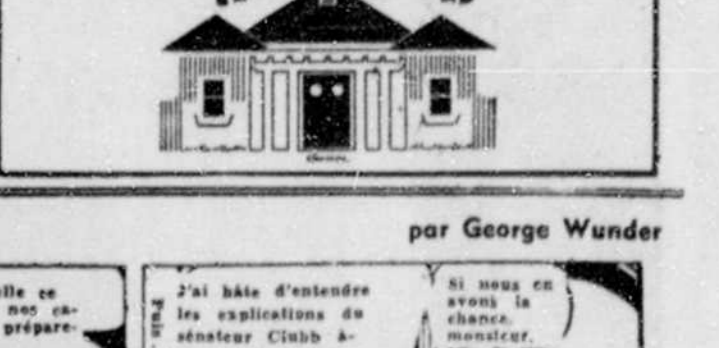 par George Wunder
elle ce
nos ca-
prépare-
Puis
J'ai hâte d'entendre
les explications du
sénateur Clubb à-
Si nous en
avons la
chance,
monsieur.